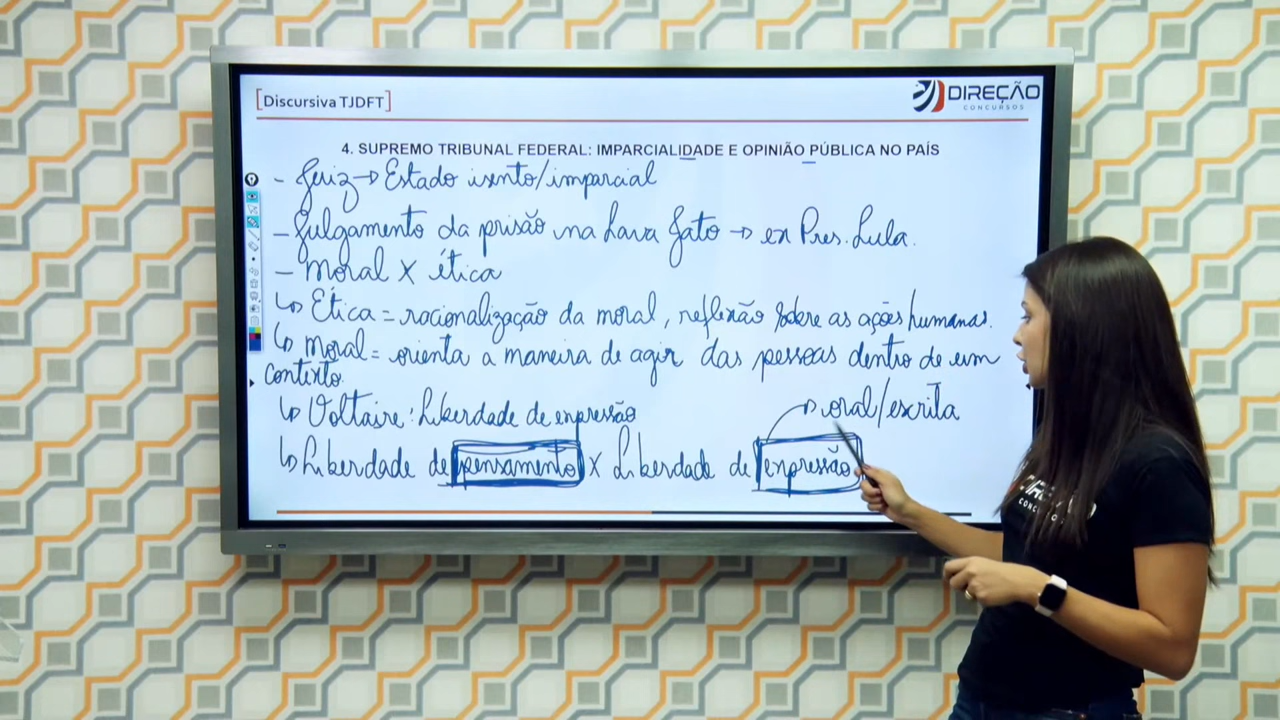 [Discursiva TJDFT]
DIREÇÃO
CONCURSOS
4. SUPREMO TRIBUNAL FEDERAL: IMPARCIALIDADE E OPINIÃO PÚBLICA NO PAÍS
- Juiz → Estado isento/imparcial
- Julgamento da prisão na Lava Jato → ex Pres. Lula.
- Moral X ética
↳ Ética = racionalização da moral, reflexão sobre as ações humanas.
↳ Moral = orienta a maneira de agir das pessoas dentro de um
contexto.
↳ Voltaire: Liberdade de expressão
→ oral/escrita
↳ Liberdade de pensamento X Liberdade de expressão